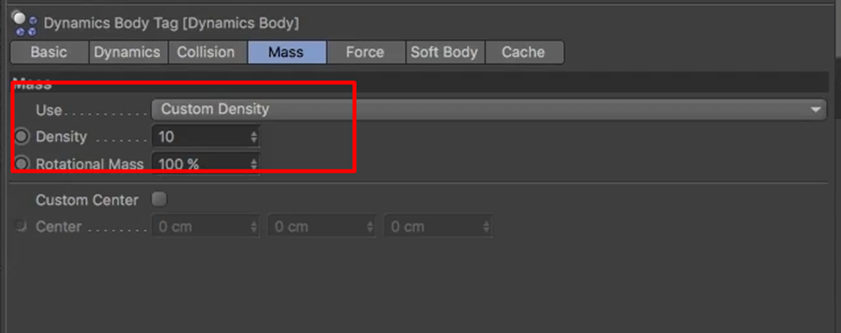 Dynamics Body Tag [Dynamics Body]
Basic Dynamics Collision Mass Force Soft Body Cache
Mass
Use........... Custom Density
Density ....... 10
Rotational Mass 100 %
Custom Center
Center ........ 0 cm 0 cm 0 cm